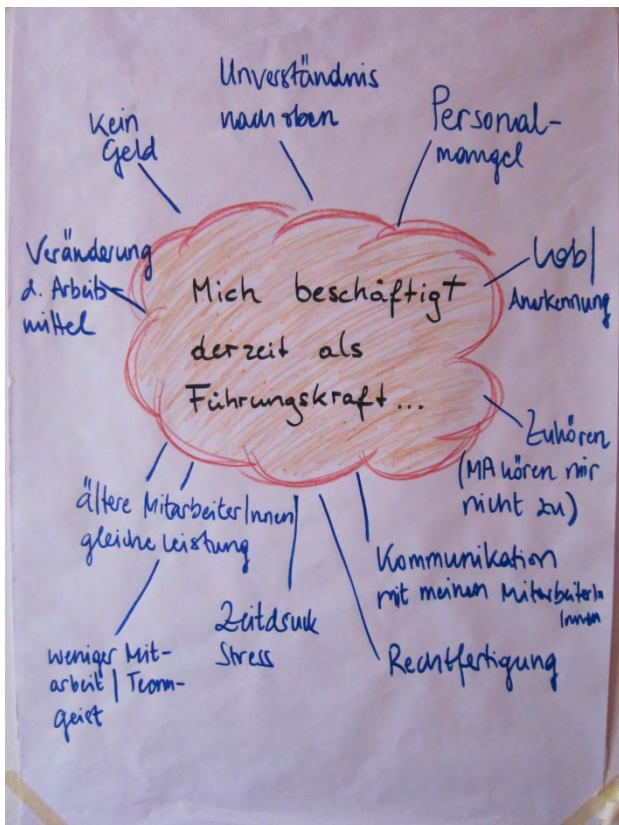 Unverständnis
nach oben
Kein
Geld
Personal-
mangel
Veränderung
d. Arbeits-
mittel
Lob/
Anerkennung
Mich beschäftigt
derzeit als
Führungskraft...
Zuhören
(MA hören mir
nicht zu)
ältere MitarbeiterInnen
gleiche Leistung
Kommunikation
mit meinen MitarbeiterIn
Innen
Zeitdruck
Stress
Rechtfertigung
weniger Mit-
arbeit / Team-
geist